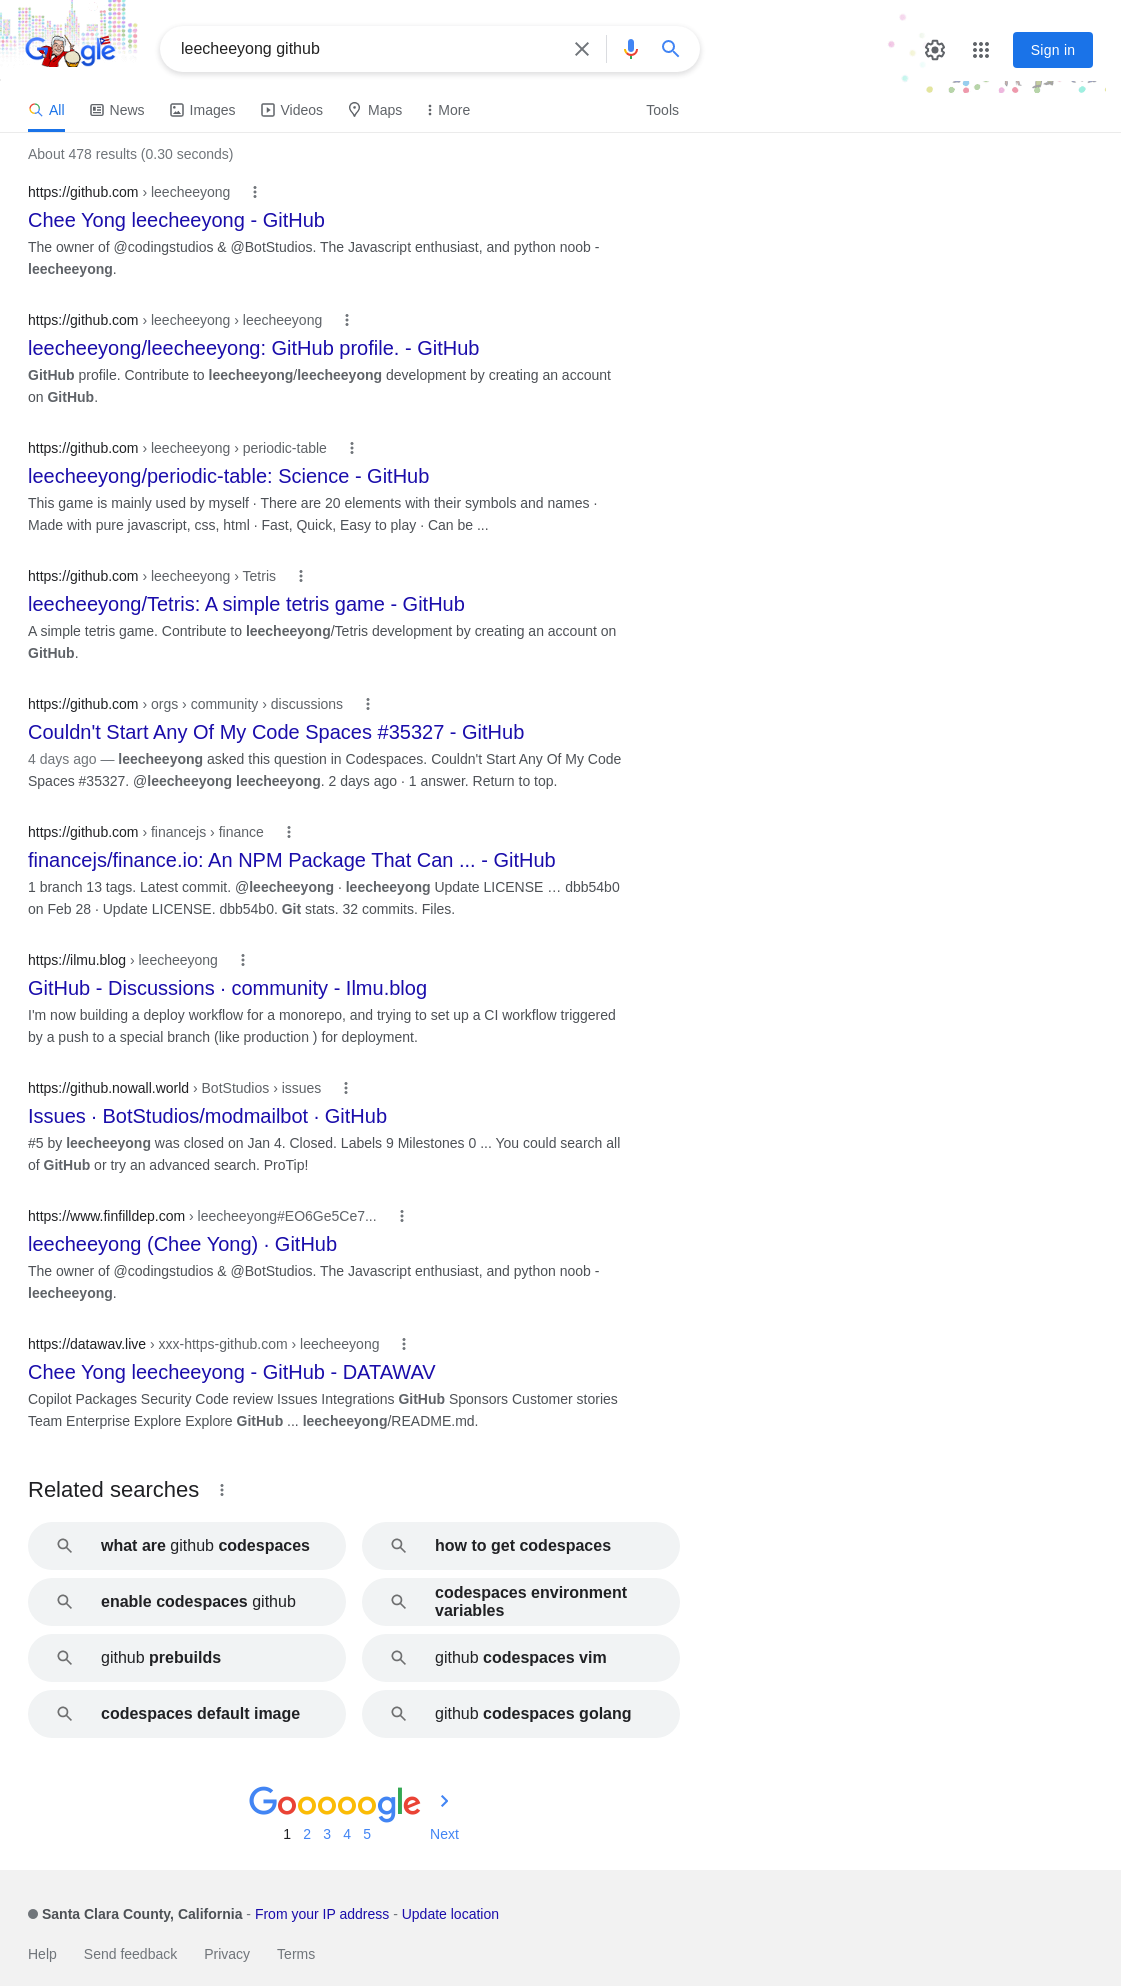 Google
leecheeyong github
Sign in
All
News
Images
Videos
Maps
More
Tools
About 478 results (0.30 seconds)
https://github.com › leecheeyong
Chee Yong leecheeyong - GitHub
The owner of @codingstudios & @BotStudios. The Javascript enthusiast, and python noob -
leecheeyong.
https://github.com › leecheeyong › leecheeyong
leecheeyong/leecheeyong: GitHub profile. - GitHub
GitHub profile. Contribute to leecheeyong/leecheeyong development by creating an account
on GitHub.
https://github.com › leecheeyong › periodic-table
leecheeyong/periodic-table: Science - GitHub
This game is mainly used by myself · There are 20 elements with their symbols and names ·
Made with pure javascript, css, html · Fast, Quick, Easy to play · Can be ...
https://github.com › leecheeyong › Tetris
leecheeyong/Tetris: A simple tetris game - GitHub
A simple tetris game. Contribute to leecheeyong/Tetris development by creating an account on
GitHub.
https://github.com › orgs › community › discussions
Couldn't Start Any Of My Code Spaces #35327 - GitHub
4 days ago — leecheeyong asked this question in Codespaces. Couldn't Start Any Of My Code
Spaces #35327. @leecheeyong leecheeyong. 2 days ago · 1 answer. Return to top.
https://github.com › financejs › finance
financejs/finance.io: An NPM Package That Can ... - GitHub
1 branch 13 tags. Latest commit. @leecheeyong · leecheeyong Update LICENSE … dbb54b0
on Feb 28 · Update LICENSE. dbb54b0. Git stats. 32 commits. Files.
https://ilmu.blog › leecheeyong
GitHub - Discussions · community - Ilmu.blog
I'm now building a deploy workflow for a monorepo, and trying to set up a CI workflow triggered
by a push to a special branch (like production ) for deployment.
https://github.nowall.world › BotStudios › issues
Issues · BotStudios/modmailbot · GitHub
#5 by leecheeyong was closed on Jan 4. Closed. Labels 9 Milestones 0 ... You could search all
of GitHub or try an advanced search. ProTip!
https://www.finfilldep.com › leecheeyong#EO6Ge5Ce7...
leecheeyong (Chee Yong) · GitHub
The owner of @codingstudios & @BotStudios. The Javascript enthusiast, and python noob -
leecheeyong.
https://datawav.live › xxx-https-github.com › leecheeyong
Chee Yong leecheeyong - GitHub - DATAWAV
Copilot Packages Security Code review Issues Integrations GitHub Sponsors Customer stories
Team Enterprise Explore Explore GitHub ... leecheeyong/README.md.
Related searches
what are github codespaces
how to get codespaces
enable codespaces github
codespaces environment
variables
github prebuilds
github codespaces vim
codespaces default image
github codespaces golang
Gooooogle
1 2 3 4 5 Next
Santa Clara County, California - From your IP address - Update location
Help Send feedback Privacy Terms